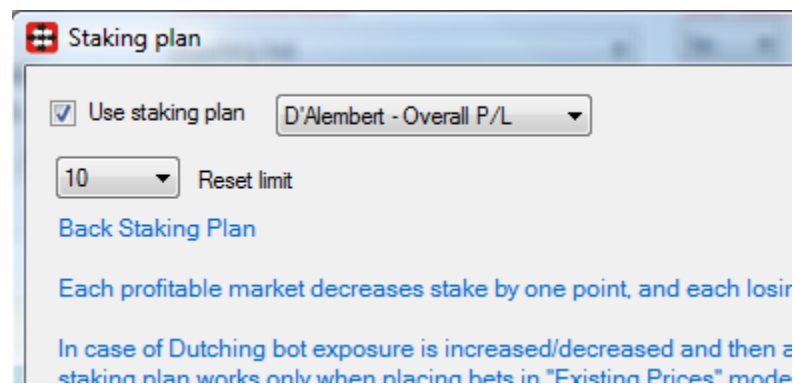 Staking plan
Use staking plan D'Alembert - Overall P/L
10 Reset limit
Back Staking Plan
Each profitable market decreases stake by one point, and each
In case of Dutching bot exposure is increased/decreased and then
staking plan works only when placing bets in "Existing Prices" mode